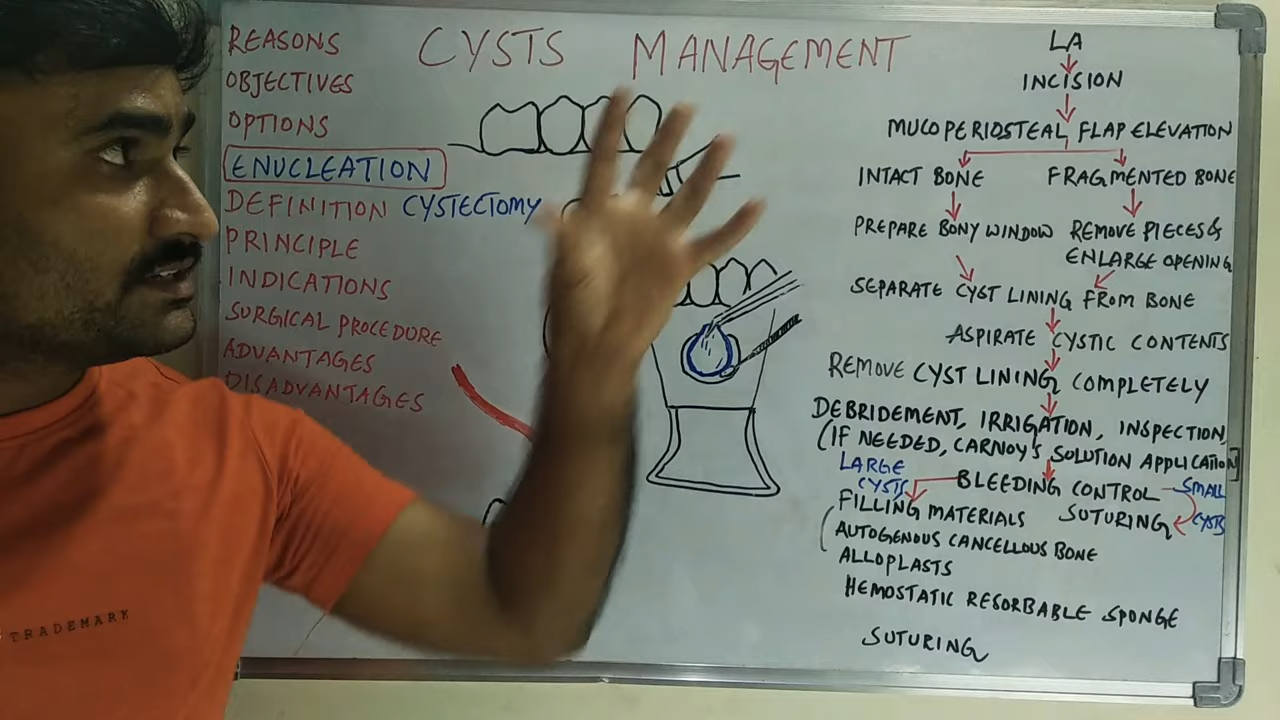 CYSTS MANAGEMENT
REASONS
OBJECTIVES
OPTIONS
ENUCLEATION
DEFINITION CYSTECTOMY
PRINCIPLE
INDICATIONS
SURGICAL PROCEDURE
ADVANTAGES
DISADVANTAGES
TRADEMARK
LA
INCISION
MUCOPERIOSTEAL FLAP ELEVATION
INTACT BONE FRAGMENTED BONE
PREPARE BONY WINDOW REMOVE PIECES &
ENLARGE OPENING
SEPARATE CYST LINING FROM BONE
ASPIRATE CYSTIC CONTENTS
REMOVE CYST LINING COMPLETELY
DEBRIDEMENT, IRRIGATION, INSPECTION
(IF NEEDED, CARNOY'S SOLUTION APPLICATION)
LARGE
CYSTS
BLEEDING CONTROL
SMALL
CYSTS
FILLING MATERIALS SUTURING
(AUTOGENOUS CANCELLOUS BONE
ALLOPLASTS
HEMOSTATIC RESORBABLE SPONGE
SUTURING